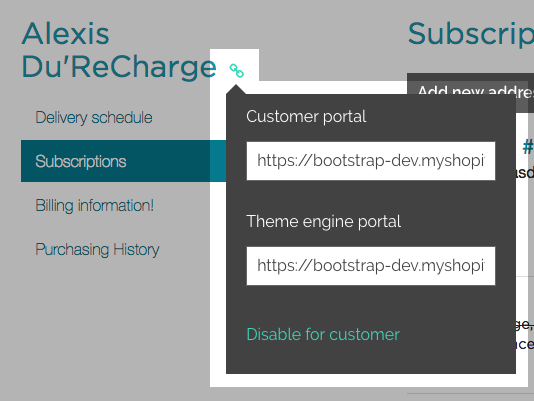 Alexis
Du'ReCharge
Delivery schedule
Subscriptions
Billing information!
Purchasing History
Customer portal
https://bootstrap-dev.myshopi
Theme engine portal
https://bootstrap-dev.myshopi
Disable for customer
Subscrip
Add new addre
#